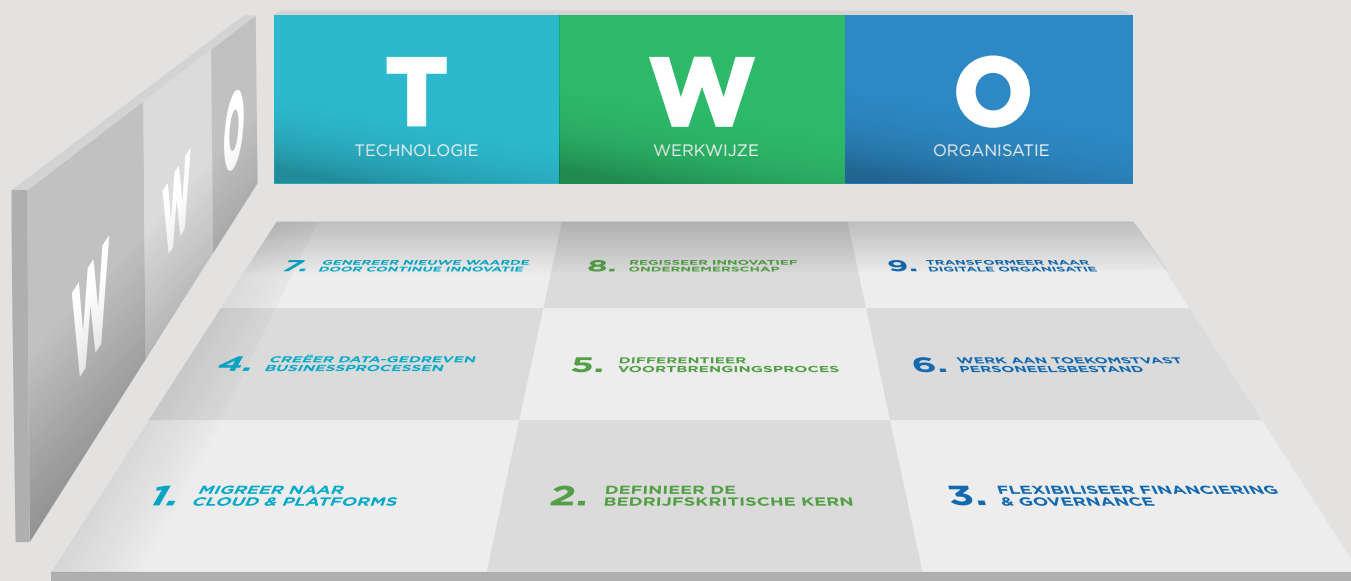 T
TECHNOLOGIE
W
WERKWIJZE
O
ORGANISATIE
W
W
O
7. GENEREER NIEUWE WAARDE
DOOR CONTINUE INNOVATIE
8. REGISSEER INNOVATIEF
ONDERNEMERSCHAP
9. TRANSFORMEER NAAR
DIGITALE ORGANISATIE
4. CREËER DATA-GEDREVEN
BUSINESSPROCESSEN
5. DIFFERENTIEER
VOORTBRENGINGSPROCES
6. WERK AAN TOEKOMSTVAST
PERSONEELSBESTAND
1. MIGREER NAAR
CLOUD & PLATFORMS
2. DEFINIEER DE
BEDRIJFSKRITISCHE KERN
3. FLEXIBILISEER FINANCIERING
& GOVERNANCE